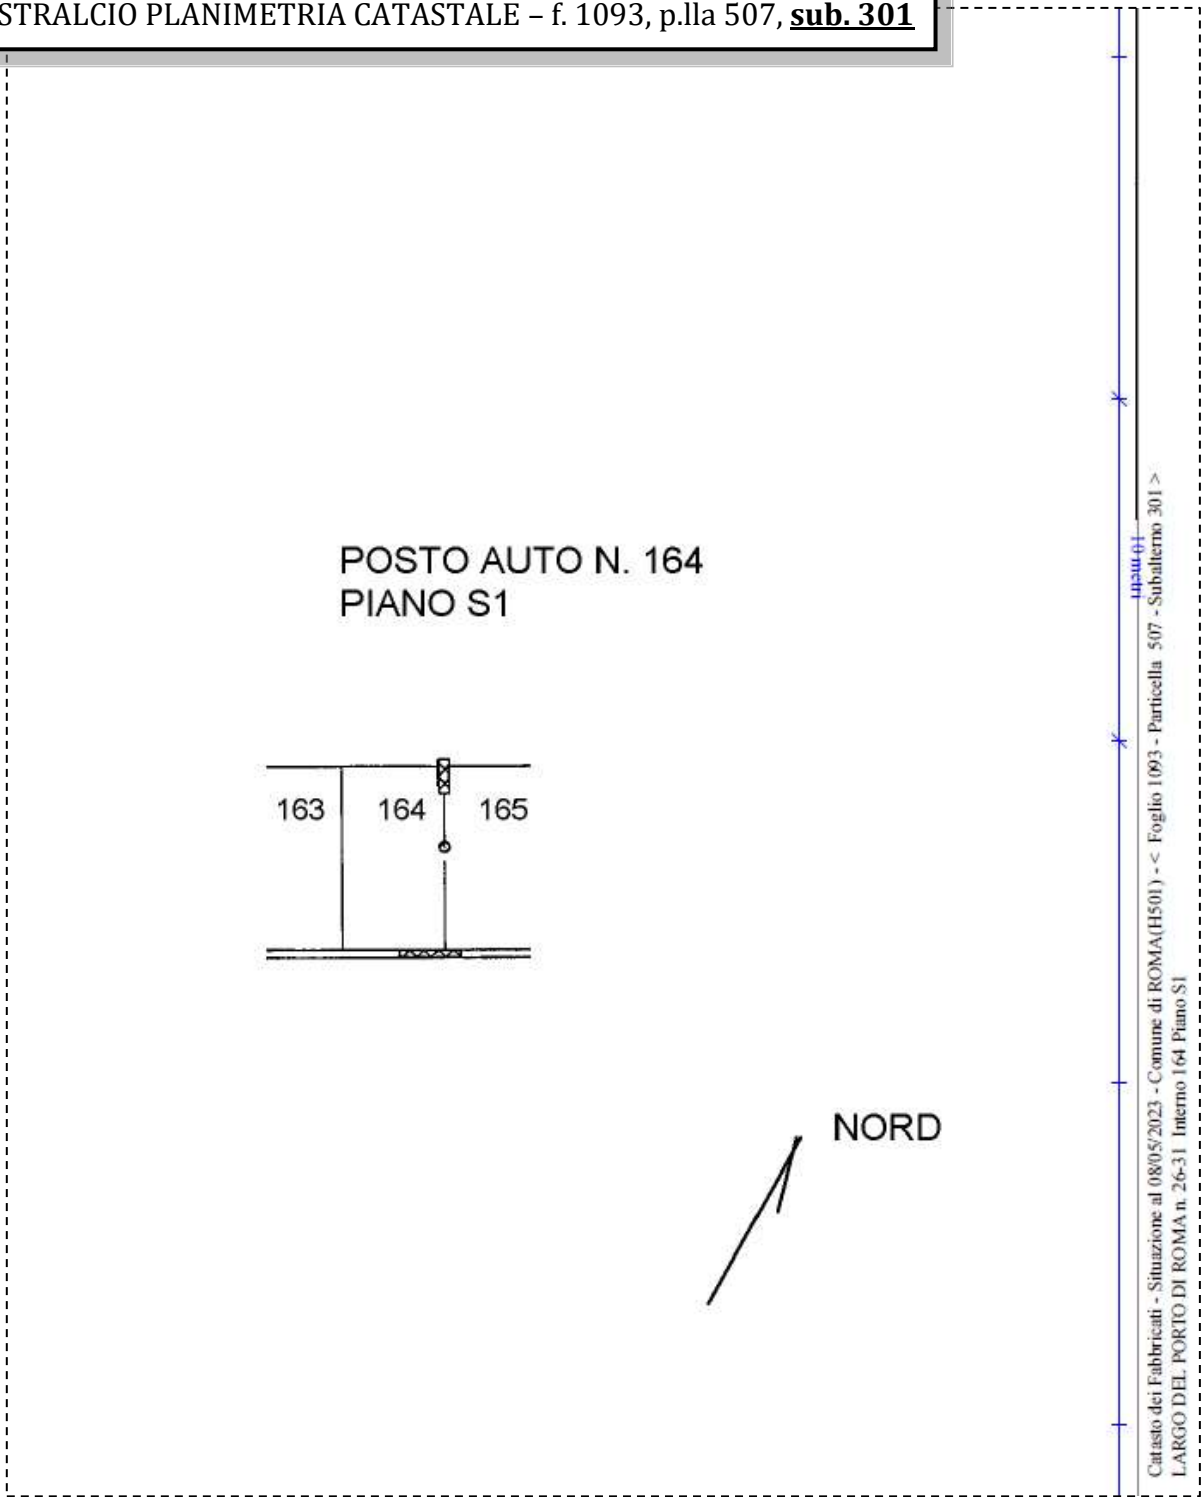 STRALCIO PLANIMETRIA CATASTALE – f. 1093, p.lla 507, sub. 301
POSTO AUTO N. 164
PIANO S1
163 164 165
NORD
10 metri
Catasto dei Fabbricati - Situazione al 08/05/2023 - Comune di ROMA(H501) - < Foglio 1093 - Particella 507 - Subalterno 301 >
LARGO DEL PORTO DI ROMA n. 26-31 Interno 164 Piano S1